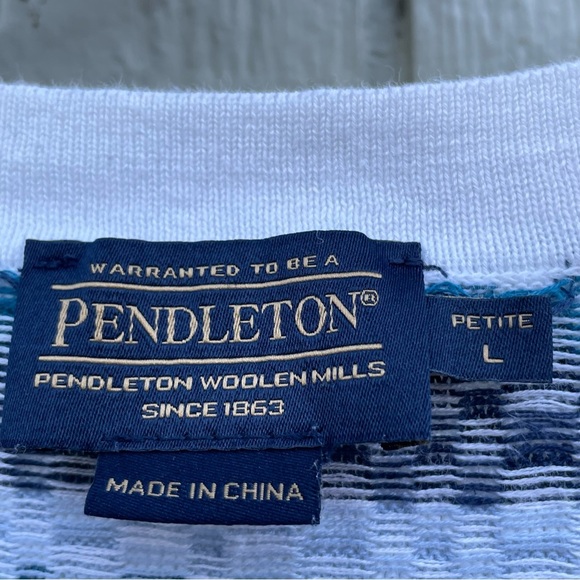 WARRANTED TO BE A
PENDLETON®
PENDLETON WOOLEN MILLS
SINCE 1863
MADE IN CHINA
PETITE
L